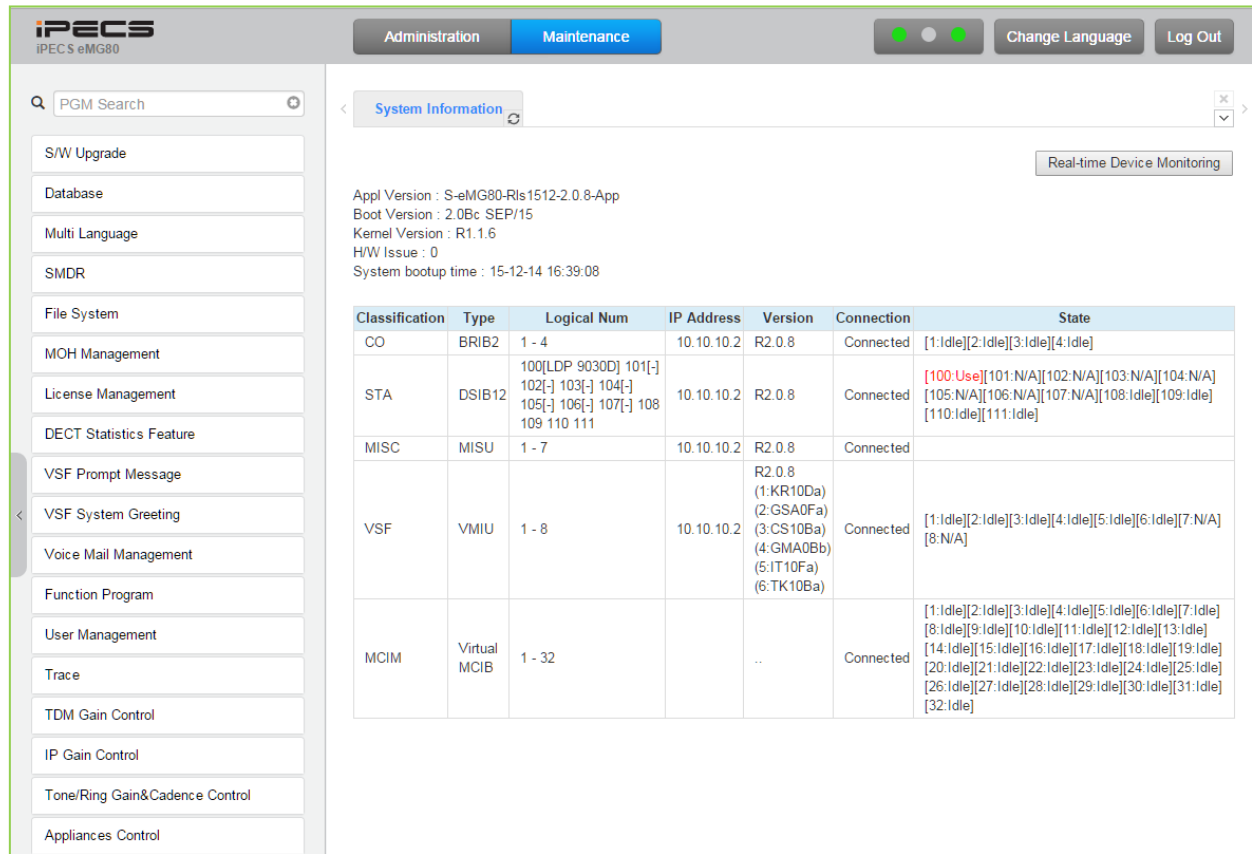 iPECS
iPECS eMG80
Administration
Maintenance
Change Language
Log Out
PGM Search
S/W Upgrade
Database
Multi Language
SMDR
File System
MOH Management
License Management
DECT Statistics Feature
VSF Prompt Message
VSF System Greeting
Voice Mail Management
Function Program
User Management
Trace
TDM Gain Control
IP Gain Control
Tone/Ring Gain&Cadence Control
Appliances Control
System Information
Real-time Device Monitoring
Appl Version : S-eMG80-Rls1512-2.0.8-App
Boot Version : 2.0Bc SEP/15
Kernel Version : R1.1.6
H/W Issue : 0
System bootup time : 15-12-14 16:39:08
Classification Type Logical Num IP Address Version Connection State
CO BRIB2 1 - 4 10.10.10.2 R2.0.8 Connected [1:Idle][2:Idle][3:Idle][4:Idle]
STA DSIB12
100[LDP 9030D] 101[-]
102[-] 103[-] 104[-]
105[-] 106[-] 107[-] 108
109 110 111
10.10.10.2 R2.0.8 Connected
[100:Use][101:N/A][102:N/A][103:N/A][104:N/A]
[105:N/A][106:N/A][107:N/A][108:Idle][109:Idle]
[110:Idle][111:Idle]
MISC MISU 1 - 7 10.10.10.2 R2.0.8 Connected
VSF VMIU 1 - 8 10.10.10.2
R2.0.8
(1:KR10Da)
(2:GSA0Fa)
(3:CS10Ba)
(4:GMA0Bb)
(5:IT10Fa)
(6:TK10Ba)
Connected
[1:Idle][2:Idle][3:Idle][4:Idle][5:Idle][6:Idle][7:N/A]
[8:N/A]
MCIM
Virtual
MCIB
1 - 32 .. Connected
[1:Idle][2:Idle][3:Idle][4:Idle][5:Idle][6:Idle][7:Idle]
[8:Idle][9:Idle][10:Idle][11:Idle][12:Idle][13:Idle]
[14:Idle][15:Idle][16:Idle][17:Idle][18:Idle][19:Idle]
[20:Idle][21:Idle][22:Idle][23:Idle][24:Idle][25:Idle]
[26:Idle][27:Idle][28:Idle][29:Idle][30:Idle][31:Idle]
[32:Idle]